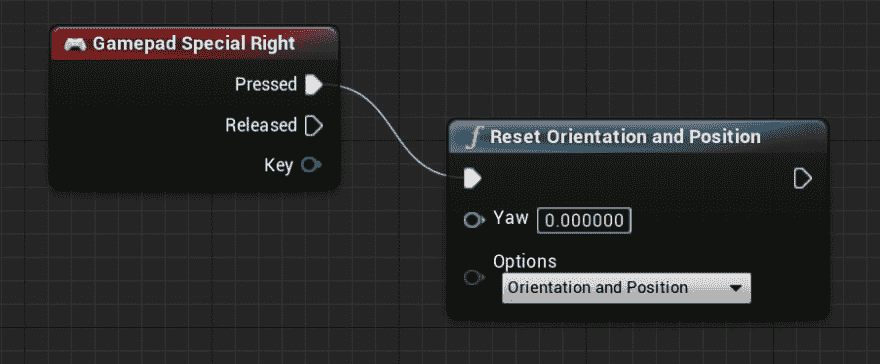 Gamepad Special Right
Pressed
Released
Key
Reset Orientation and Position
Yaw 0.000000
Options
Orientation and Position